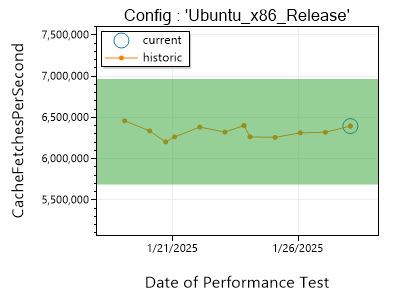 Config : 'Ubuntu_x86_Release'
current
historic
7,500,000
7,000,000
6,500,000
6,000,000
5,500,000
CacheFetchesPerSecond
1/21/2025
1/26/2025
Date of Performance Test